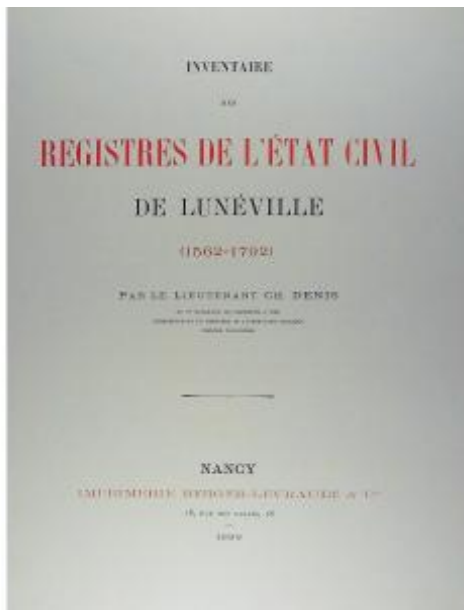 INVENTAIRE
DES
REGISTRES DE L'ÉTAT CIVIL
DE LUNÉVILLE
(1562-1792)
PAR LE LIEUTENANT CH. DENIS
NANCY
IMPRIMERIE BERGER-LEVRAULT & Cie
18, RUE DES GLACIS, 18